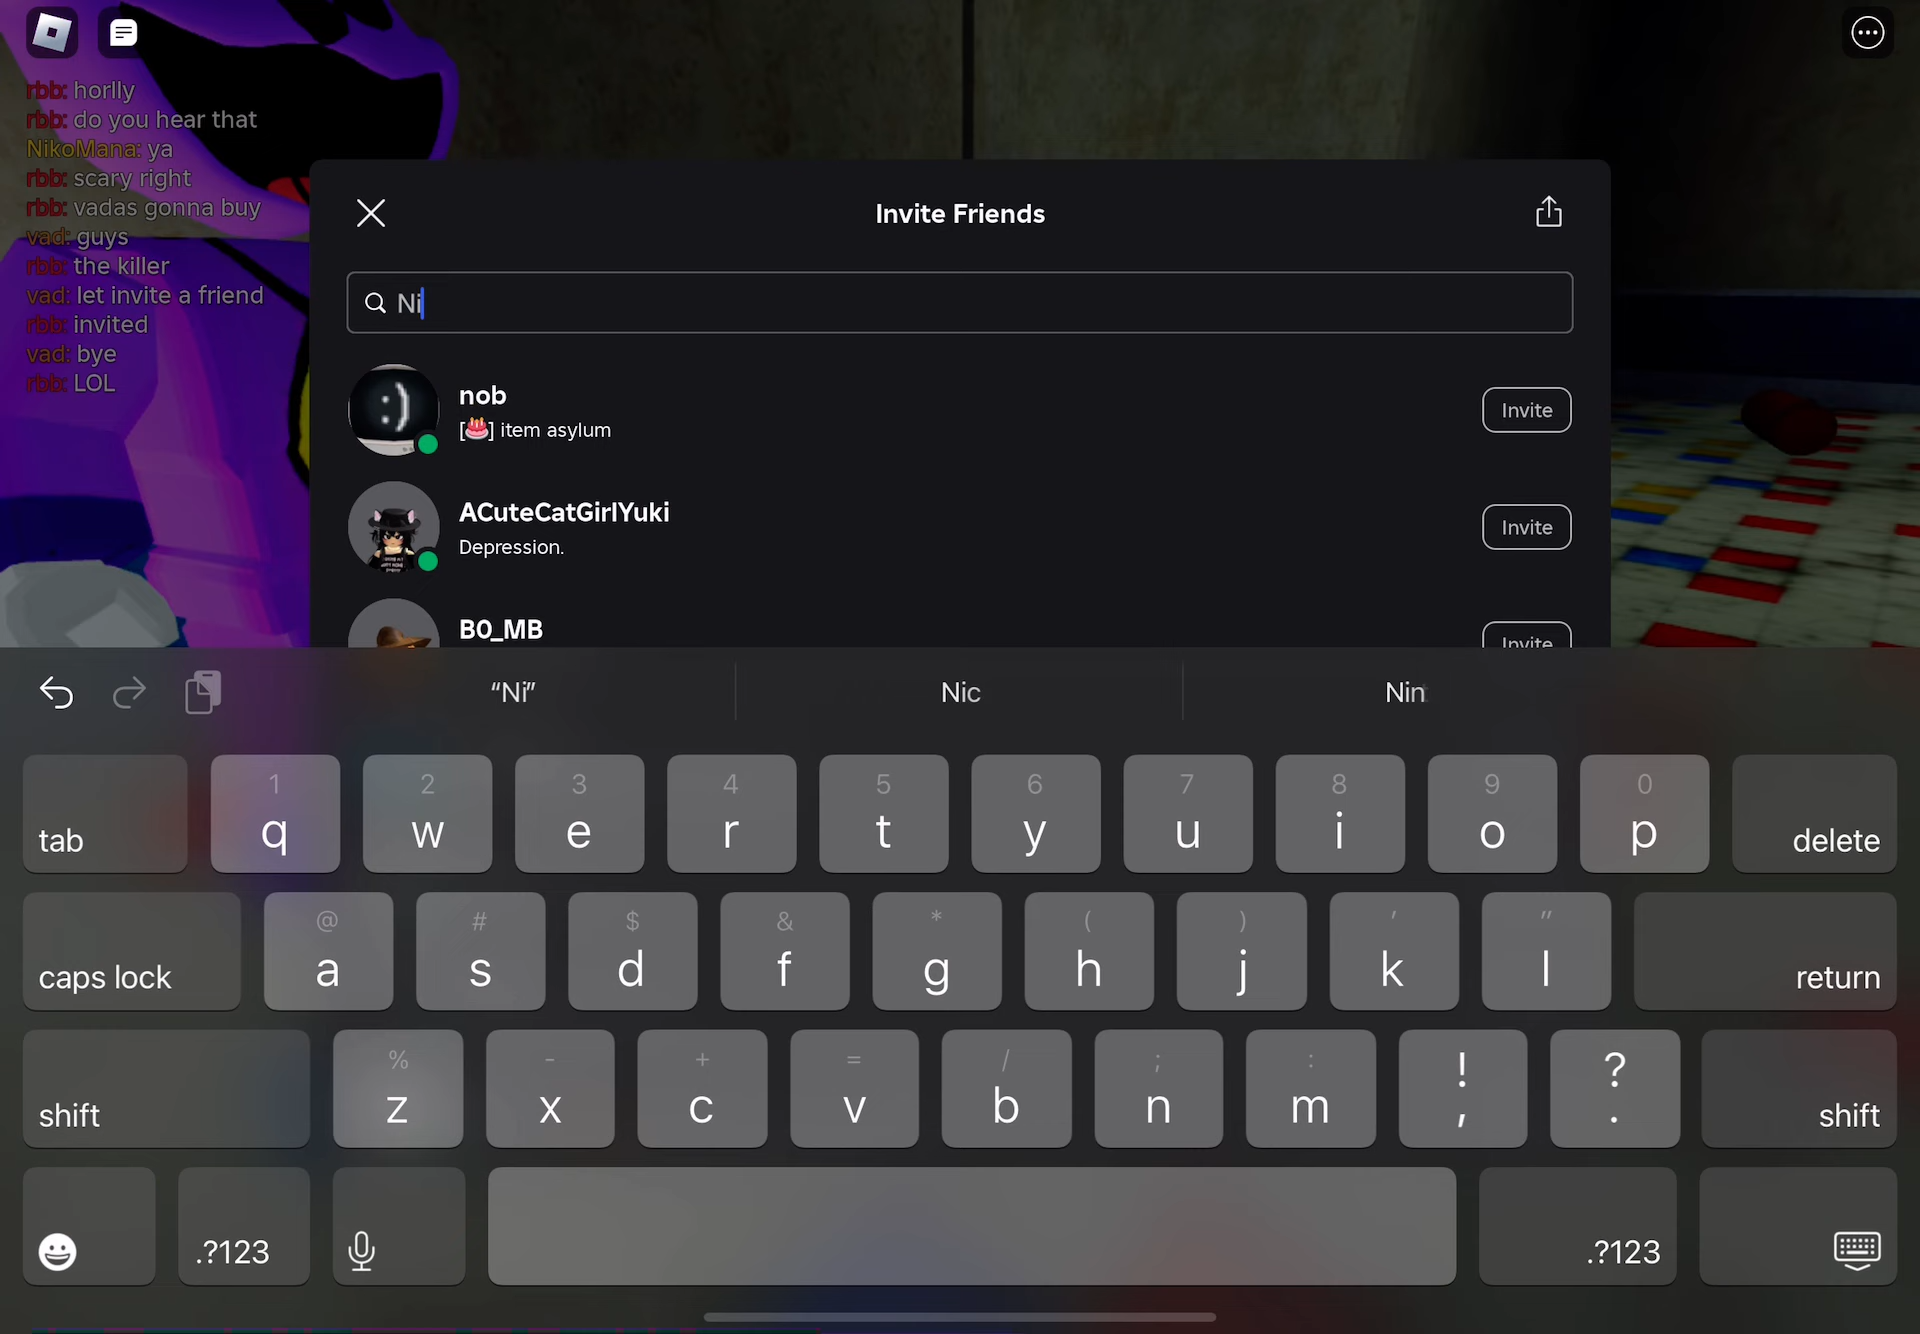 rbb: horlly
rbb: do you hear that
NikoMana: ya
rbb: scary right
rbb: vadas gonna buy
vad: guys
rbb: the killer
vad: let invite a friend
rbb: invited
vad: bye
rbb: LOL
Invite Friends
Ni
nob
[🎂] item asylum
Invite
ACuteCatGirlYuki
Depression.
Invite
B0_MB
Invite
“Ni”
Nic
Nin
1 2 3 4 5 6 7 8 9 0
tab q w e r t y u i o p delete
@ # $ & * ( ) ' "
caps lock a s d f g h j k l return
% - + = / ; : ! ?
shift z x c v b n m , . shift
.?123 .?123